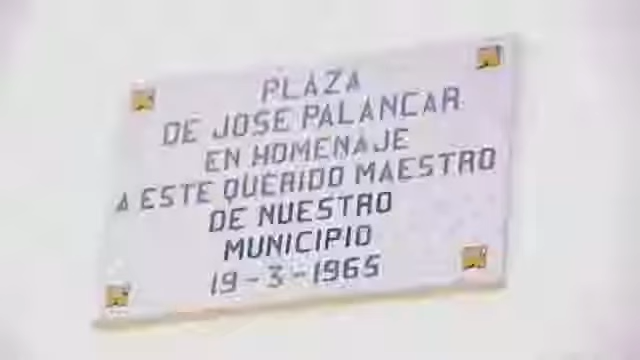 PLAZA
DE JOSE PALANCAR
EN HOMENAJE
A ESTE QUERIDO MAESTRO
DE NUESTRO
MUNICIPIO
19-3-1965